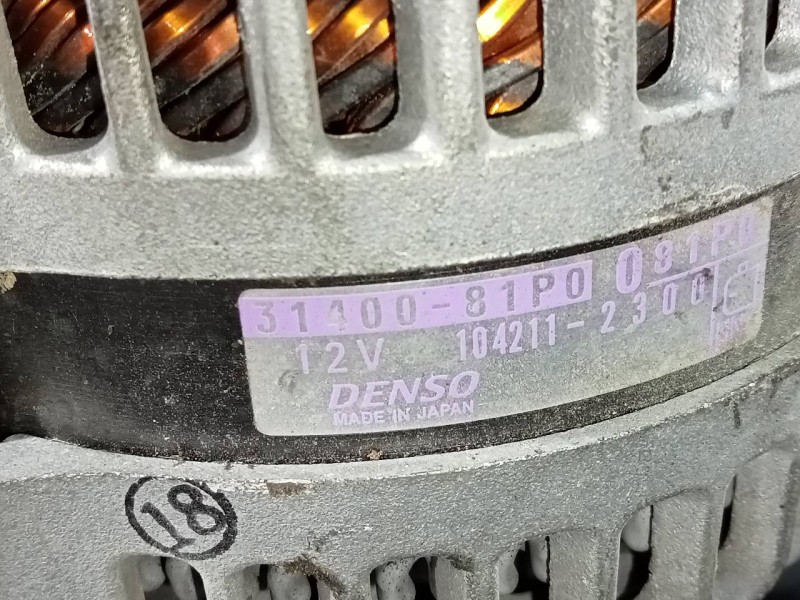 31400-81P0 081P0
12V 104211-2300
DENSO
MADE IN JAPAN
18